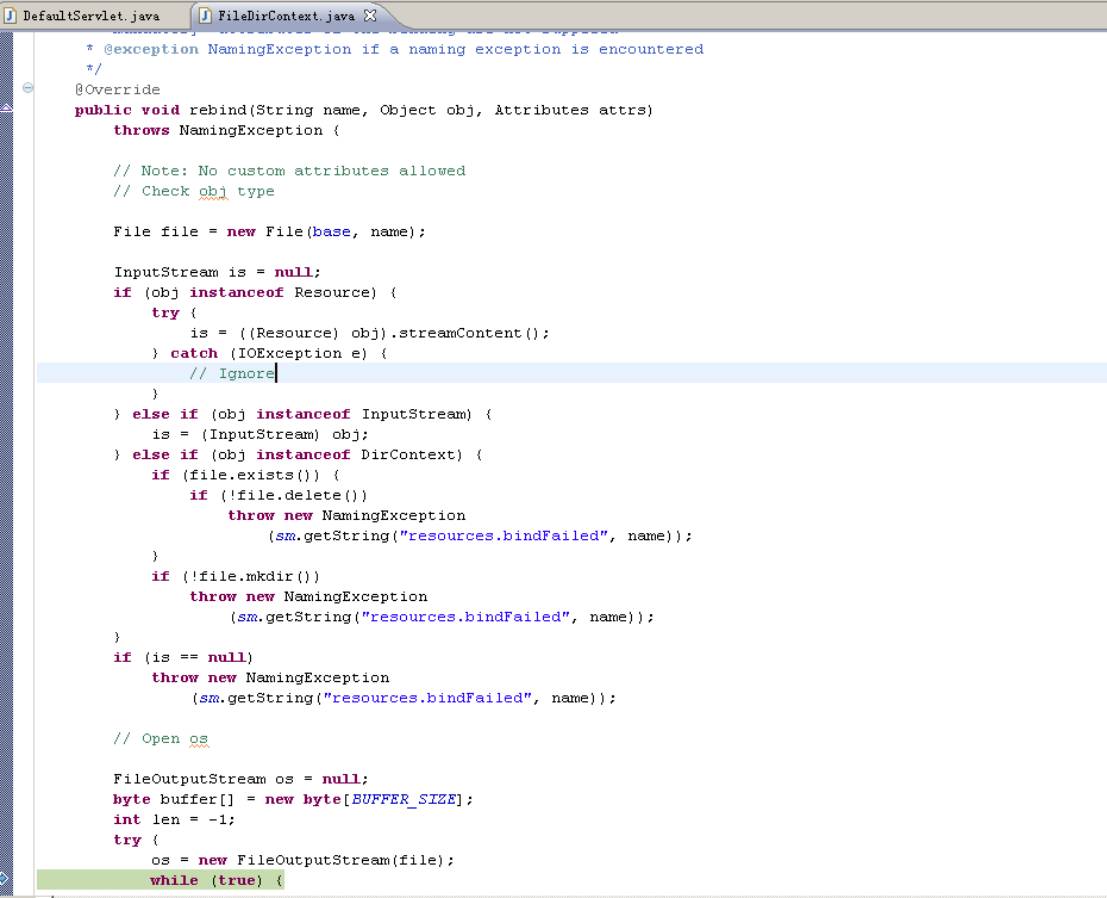 DefaultServlet.java FileDirContext.java
* @exception NamingException if a naming exception is encountered
*/
@Override
public void rebind(String name, Object obj, Attributes attrs)
throws NamingException {
// Note: No custom attributes allowed
// Check obj type
File file = new File(base, name);
InputStream is = null;
if (obj instanceof Resource) {
try {
is = ((Resource) obj).streamContent();
} catch (IOException e) {
// Ignore
}
} else if (obj instanceof InputStream) {
is = (InputStream) obj;
} else if (obj instanceof DirContext) {
if (file.exists()) {
if (!file.delete())
throw new NamingException
(sm.getString("resources.bindFailed", name));
}
if (!file.mkdir())
throw new NamingException
(sm.getString("resources.bindFailed", name));
}
if (is == null)
throw new NamingException
(sm.getString("resources.bindFailed", name));
// Open os
FileOutputStream os = null;
byte buffer[] = new byte[BUFFER_SIZE];
int len = -1;
try {
os = new FileOutputStream(file);
while (true) {